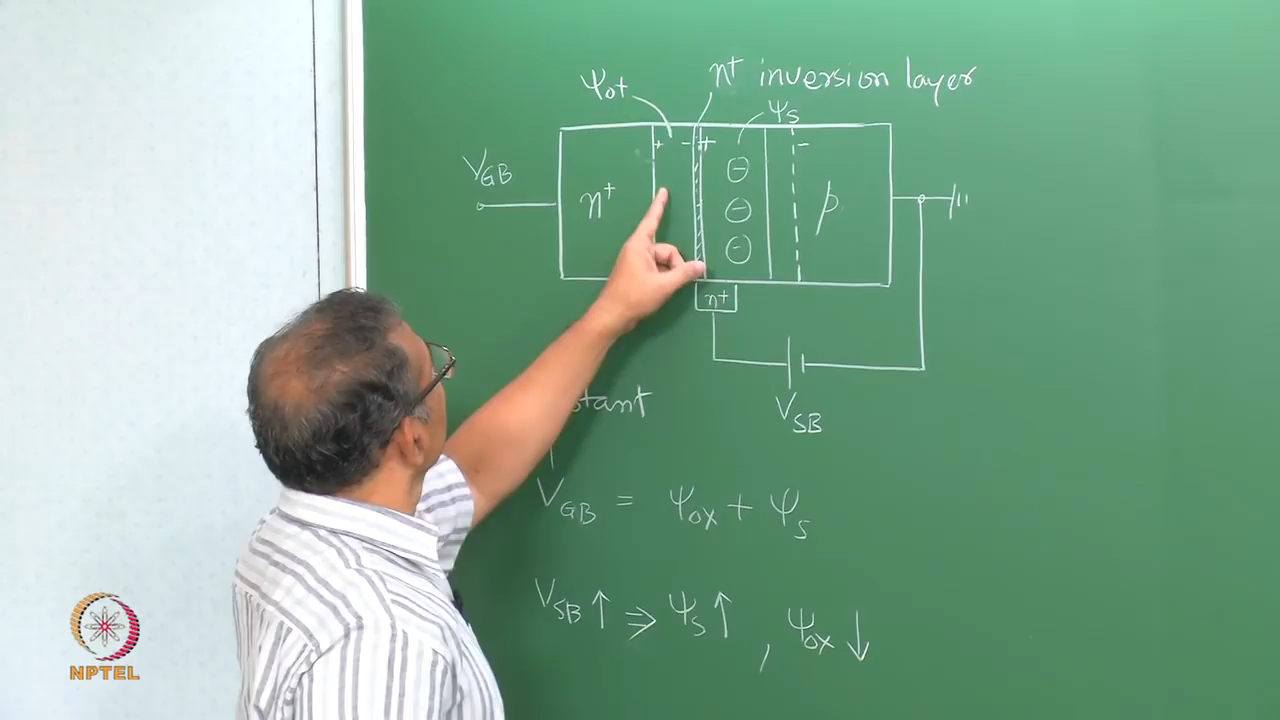 n+ inversion layer
ψot
ψs
+ - + -
VGB
n+
p
n+
VSB
stant
VGB = ψox + ψs
VSB ↑ ⇒ ψs ↑ , ψox ↓
NPTEL